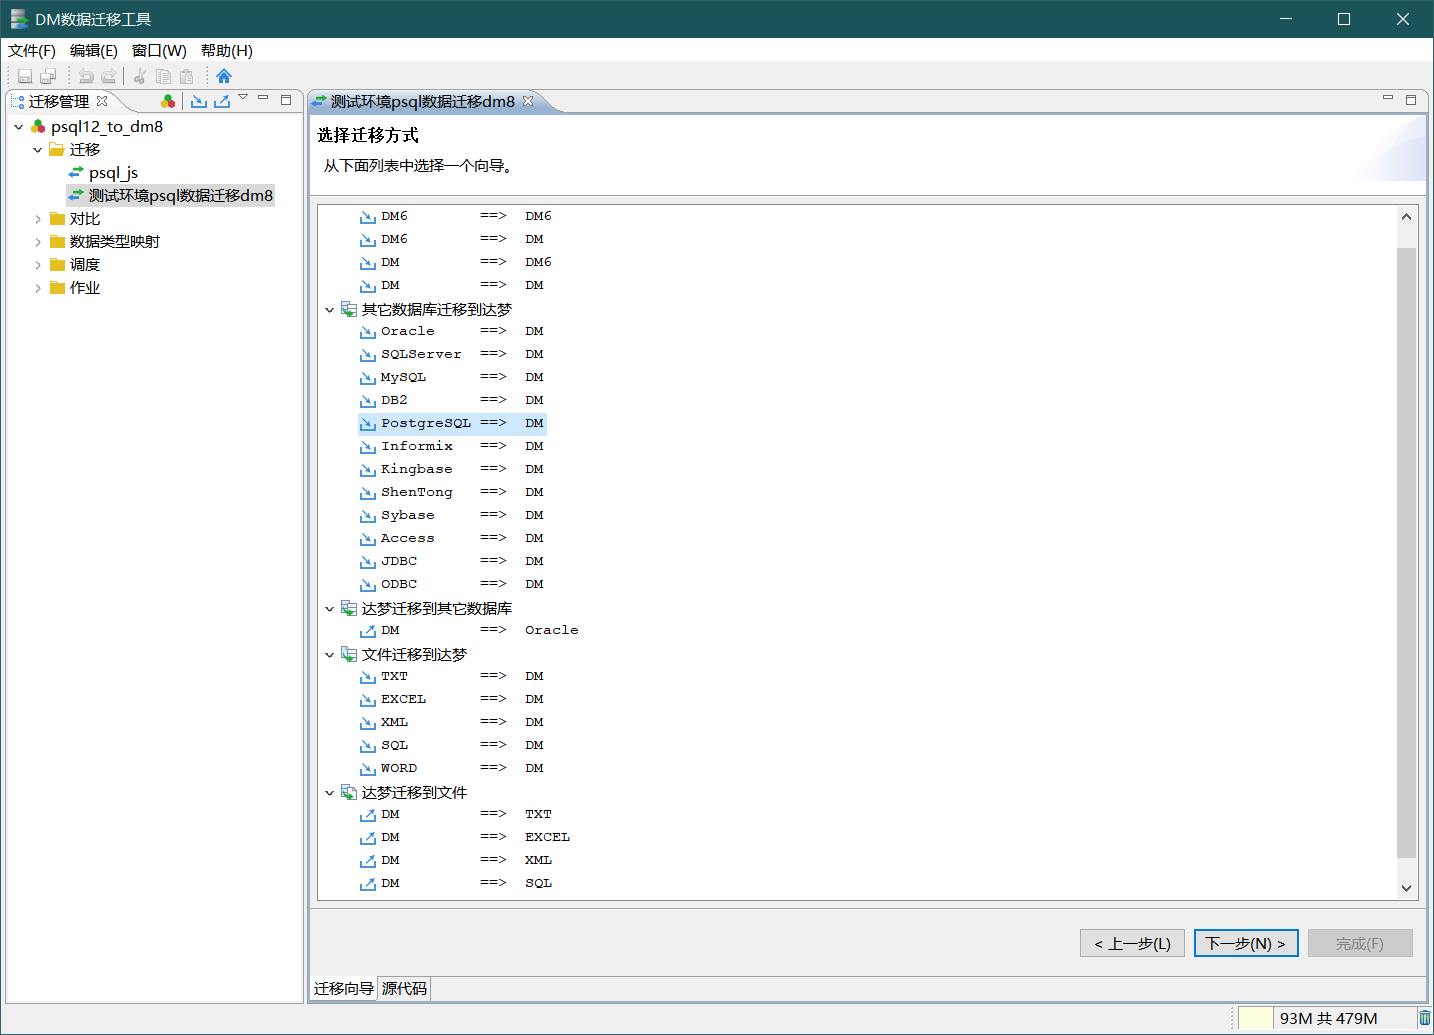 DM数据迁移工具
文件(F) 编辑(E) 窗口(W) 帮助(H)
迁移管理
psql12_to_dm8
迁移
psql_js
测试环境psql数据迁移dm8
对比
数据类型映射
调度
作业
测试环境psql数据迁移dm8
选择迁移方式
从下面列表中选择一个向导。
DM6 ==> DM6
DM6 ==> DM
DM ==> DM6
DM ==> DM
其它数据库迁移到达梦
Oracle ==> DM
SQLServer ==> DM
MySQL ==> DM
DB2 ==> DM
PostgreSQL ==> DM
Informix ==> DM
Kingbase ==> DM
ShenTong ==> DM
Sybase ==> DM
Access ==> DM
JDBC ==> DM
ODBC ==> DM
达梦迁移到其它数据库
DM ==> Oracle
文件迁移到达梦
TXT ==> DM
EXCEL ==> DM
XML ==> DM
SQL ==> DM
WORD ==> DM
达梦迁移到文件
DM ==> TXT
DM ==> EXCEL
DM ==> XML
DM ==> SQL
< 上一步(L) 下一步(N) > 完成(F)
迁移向导 源代码
93M 共 479M